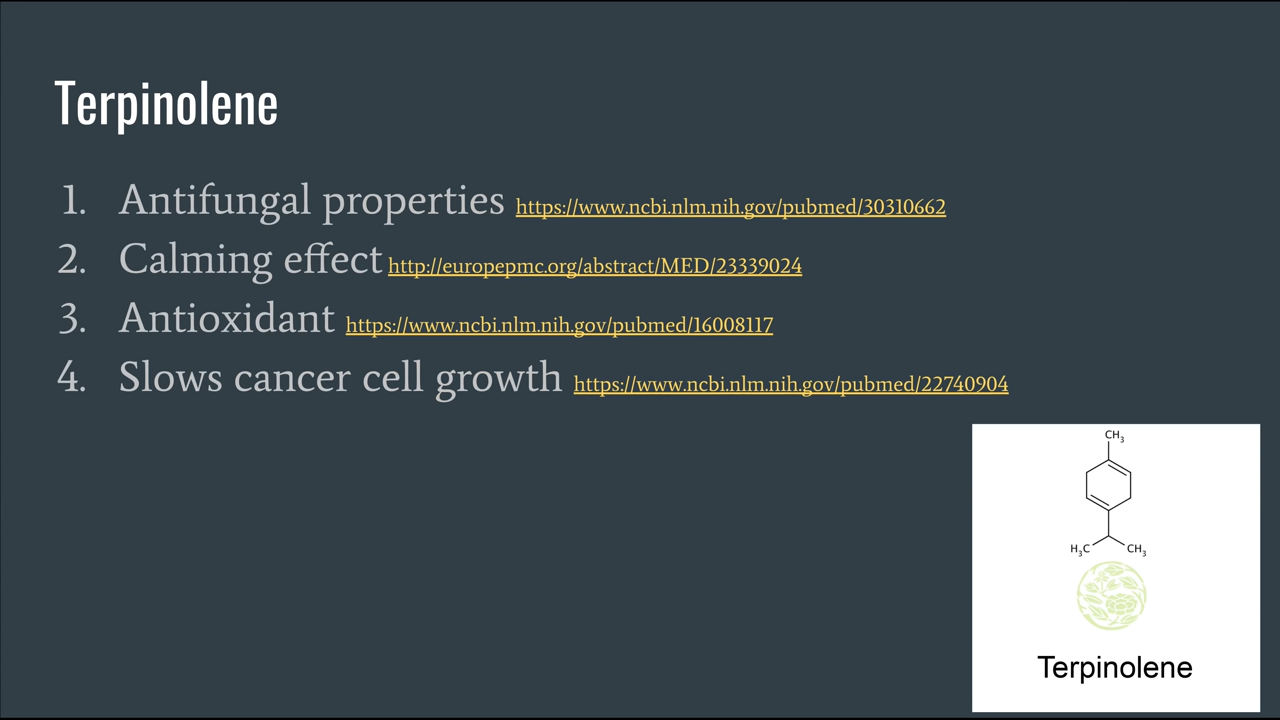 Terpinolene
1. Antifungal properties https://www.ncbi.nlm.nih.gov/pubmed/30310662
2. Calming effect http://europepmc.org/abstract/MED/23339024
3. Antioxidant https://www.ncbi.nlm.nih.gov/pubmed/16008117
4. Slows cancer cell growth https://www.ncbi.nlm.nih.gov/pubmed/22740904
CH3
H3C CH3
Terpinolene